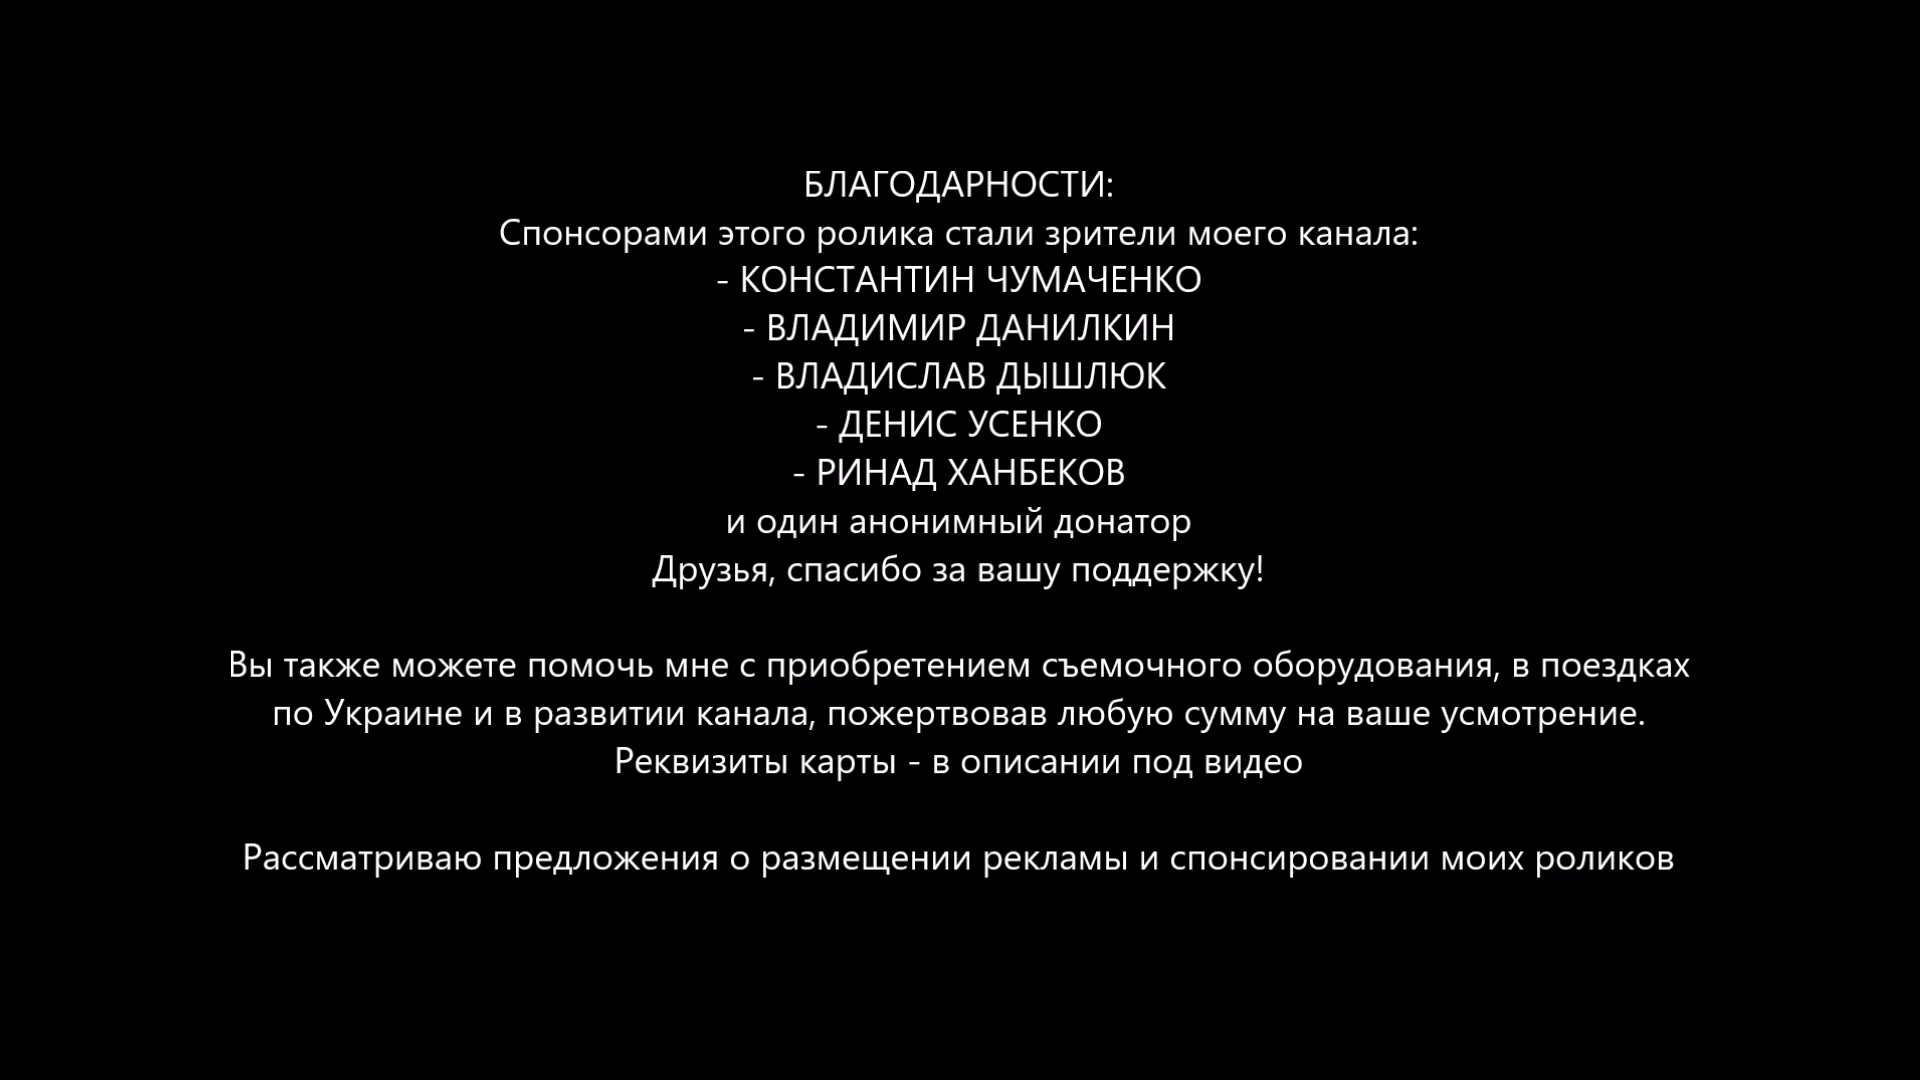 БЛАГОДАРНОСТИ:
Спонсорами этого ролика стали зрители моего канала:
- КОНСТАНТИН ЧУМАЧЕНКО
- ВЛАДИМИР ДАНИЛКИН
- ВЛАДИСЛАВ ДЫШЛЮК
- ДЕНИС УСЕНКО
- РИНАД ХАНБЕКОВ
и один анонимный донатор
Друзья, спасибо за вашу поддержку!
Вы также можете помочь мне с приобретением съемочного оборудования, в поездках
по Украине и в развитии канала, пожертвовав любую сумму на ваше усмотрение.
Реквизиты карты - в описании под видео
Рассматриваю предложения о размещении рекламы и спонсировании моих роликов